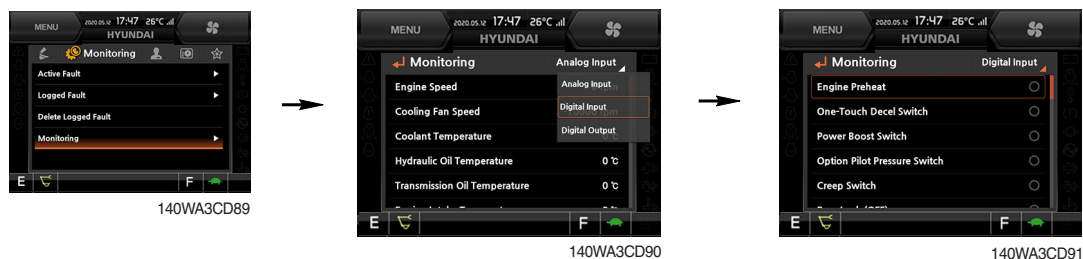 MENU
2020.05.12 17:47 26°C
HYUNDAI
Monitoring
Active Fault
Logged Fault
Delete Logged Fault
Monitoring
E
F
140WA3CD89
MENU
2020.05.12 17:47 26°C
HYUNDAI
Monitoring
Analog Input
Engine Speed
Cooling Fan Speed
Coolant Temperature
Hydraulic Oil Temperature 0 ℃
Transmission Oil Temperature 0 ℃
Analog Input
Digital Input
Digital Output
E
F
140WA3CD90
MENU
2020.05.12 17:47 26°C
HYUNDAI
Monitoring
Digital Input
Engine Preheat
One-Touch Decel Switch
Power Boost Switch
Option Pilot Pressure Switch
Creep Switch
E
F
140WA3CD91